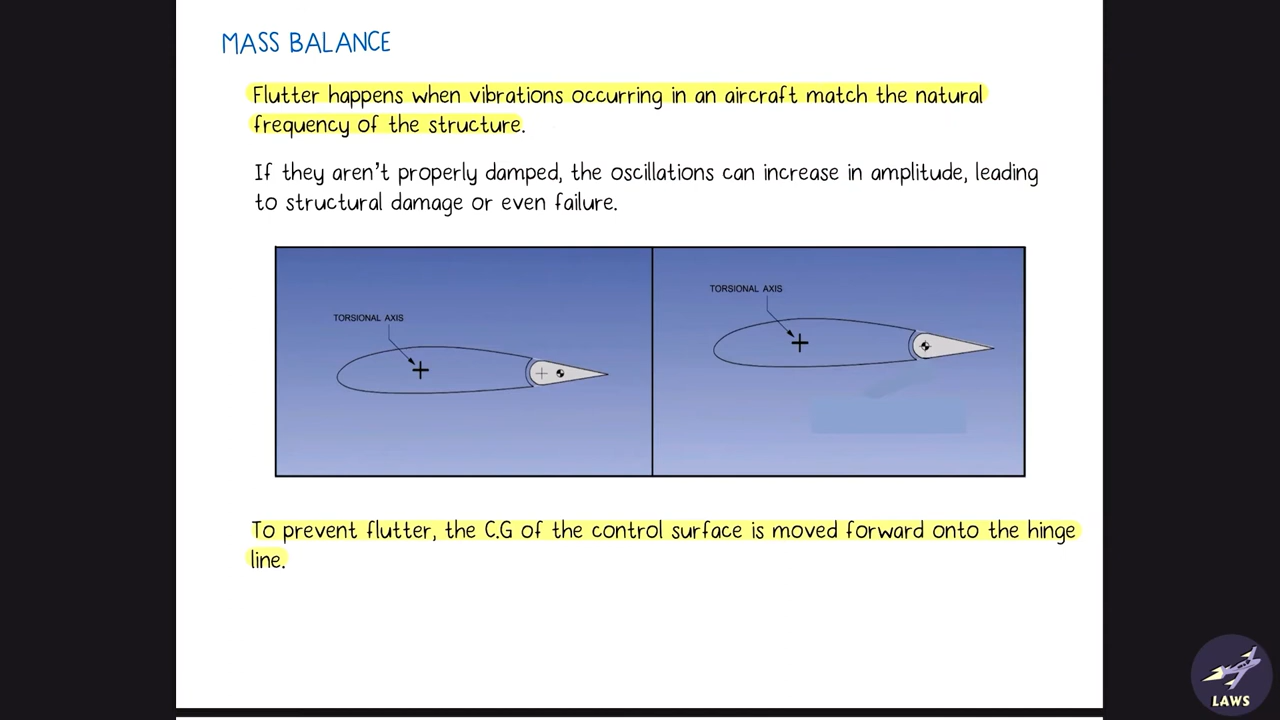 MASS BALANCE
Flutter happens when vibrations occurring in an aircraft match the natural
frequency of the structure.
If they aren't properly damped, the oscillations can increase in amplitude, leading
to structural damage or even failure.
TORSIONAL AXIS
TORSIONAL AXIS
To prevent flutter, the C.G of the control surface is moved forward onto the hinge
line.
LAWS